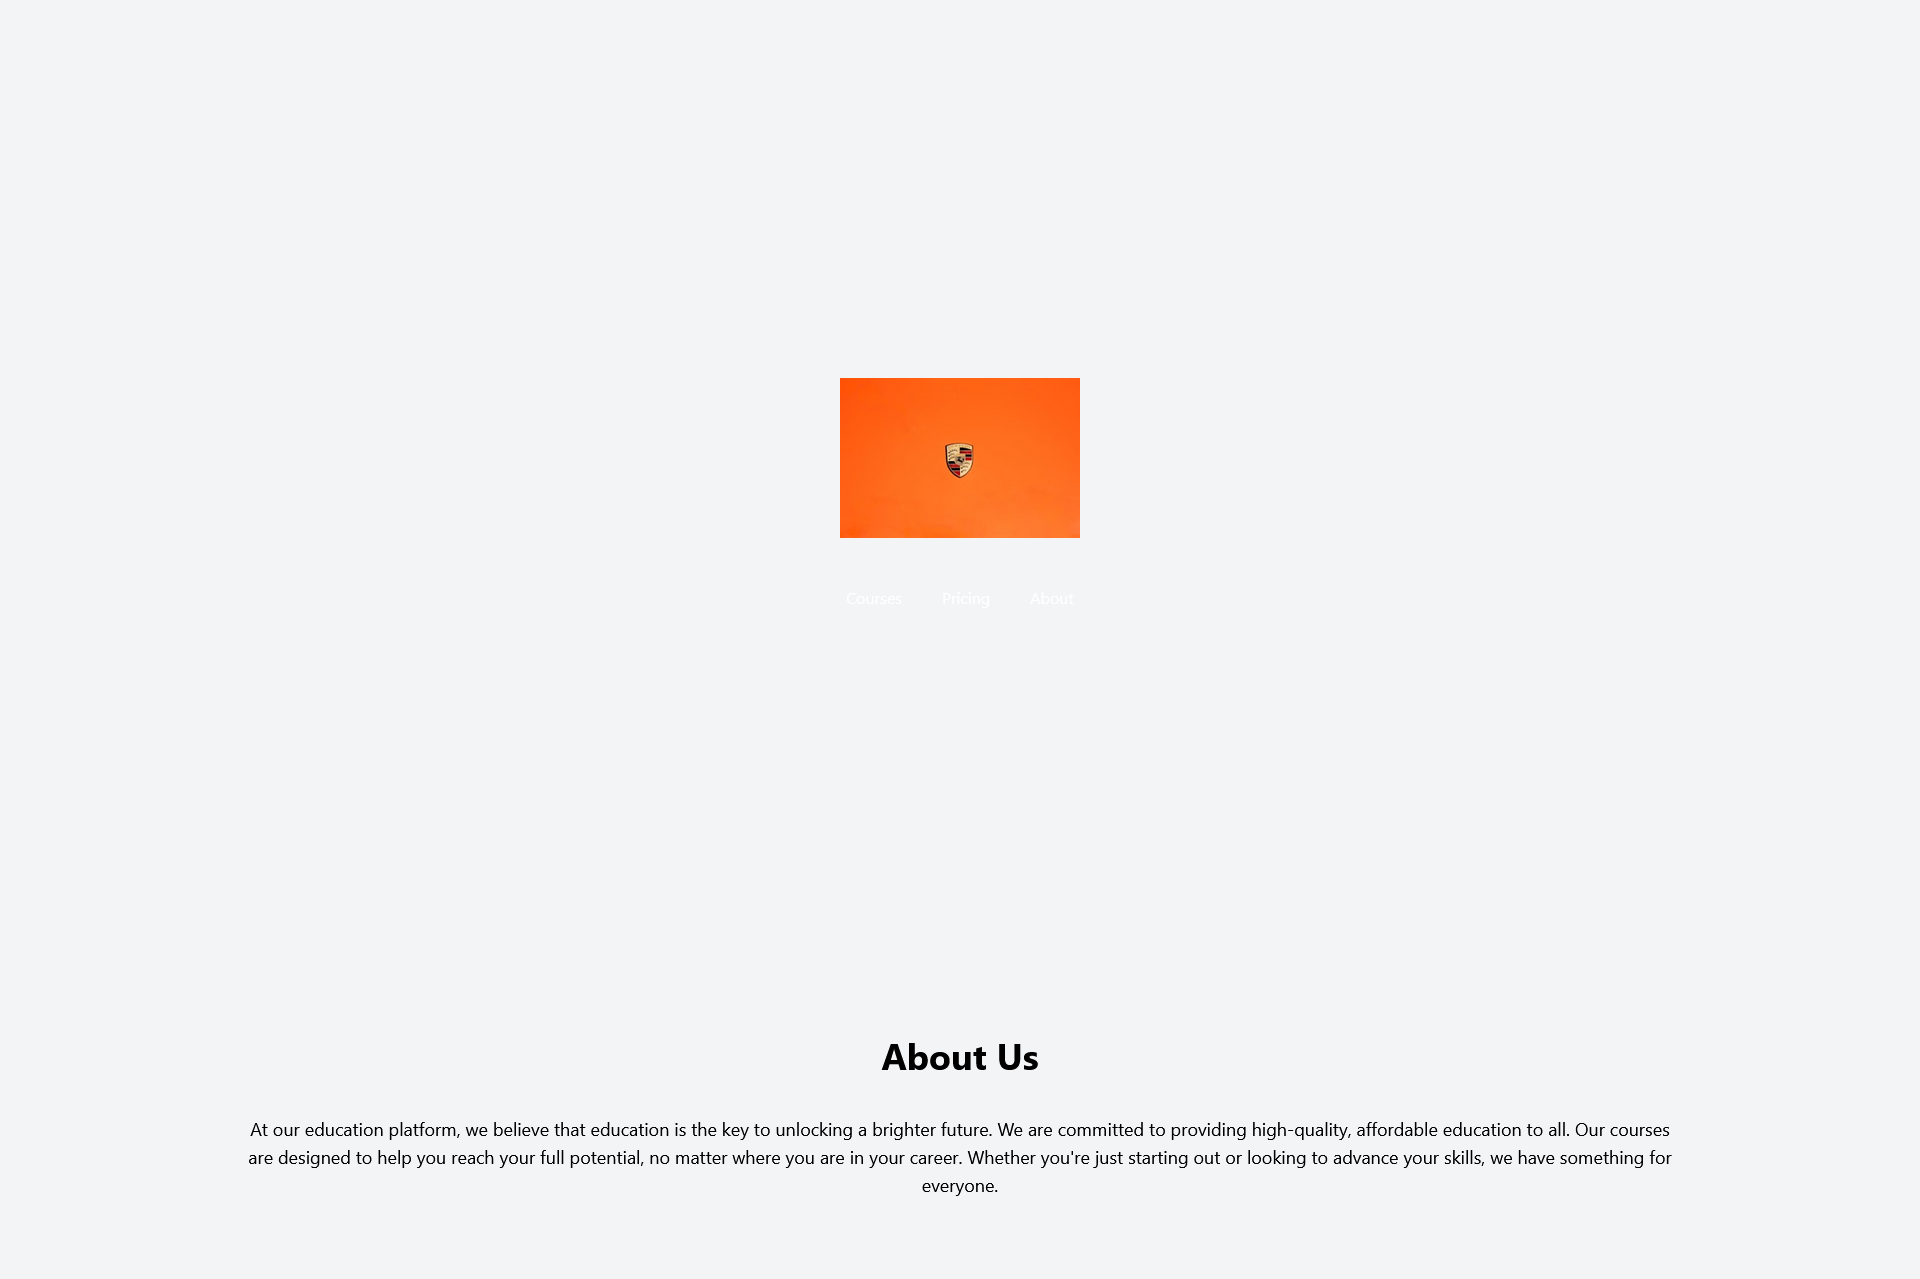 Courses Pricing About
About Us
At our education platform, we believe that education is the key to unlocking a brighter future. We are committed to providing high-quality, affordable education to all. Our courses
are designed to help you reach your full potential, no matter where you are in your career. Whether you're just starting out or looking to advance your skills, we have something for
everyone.